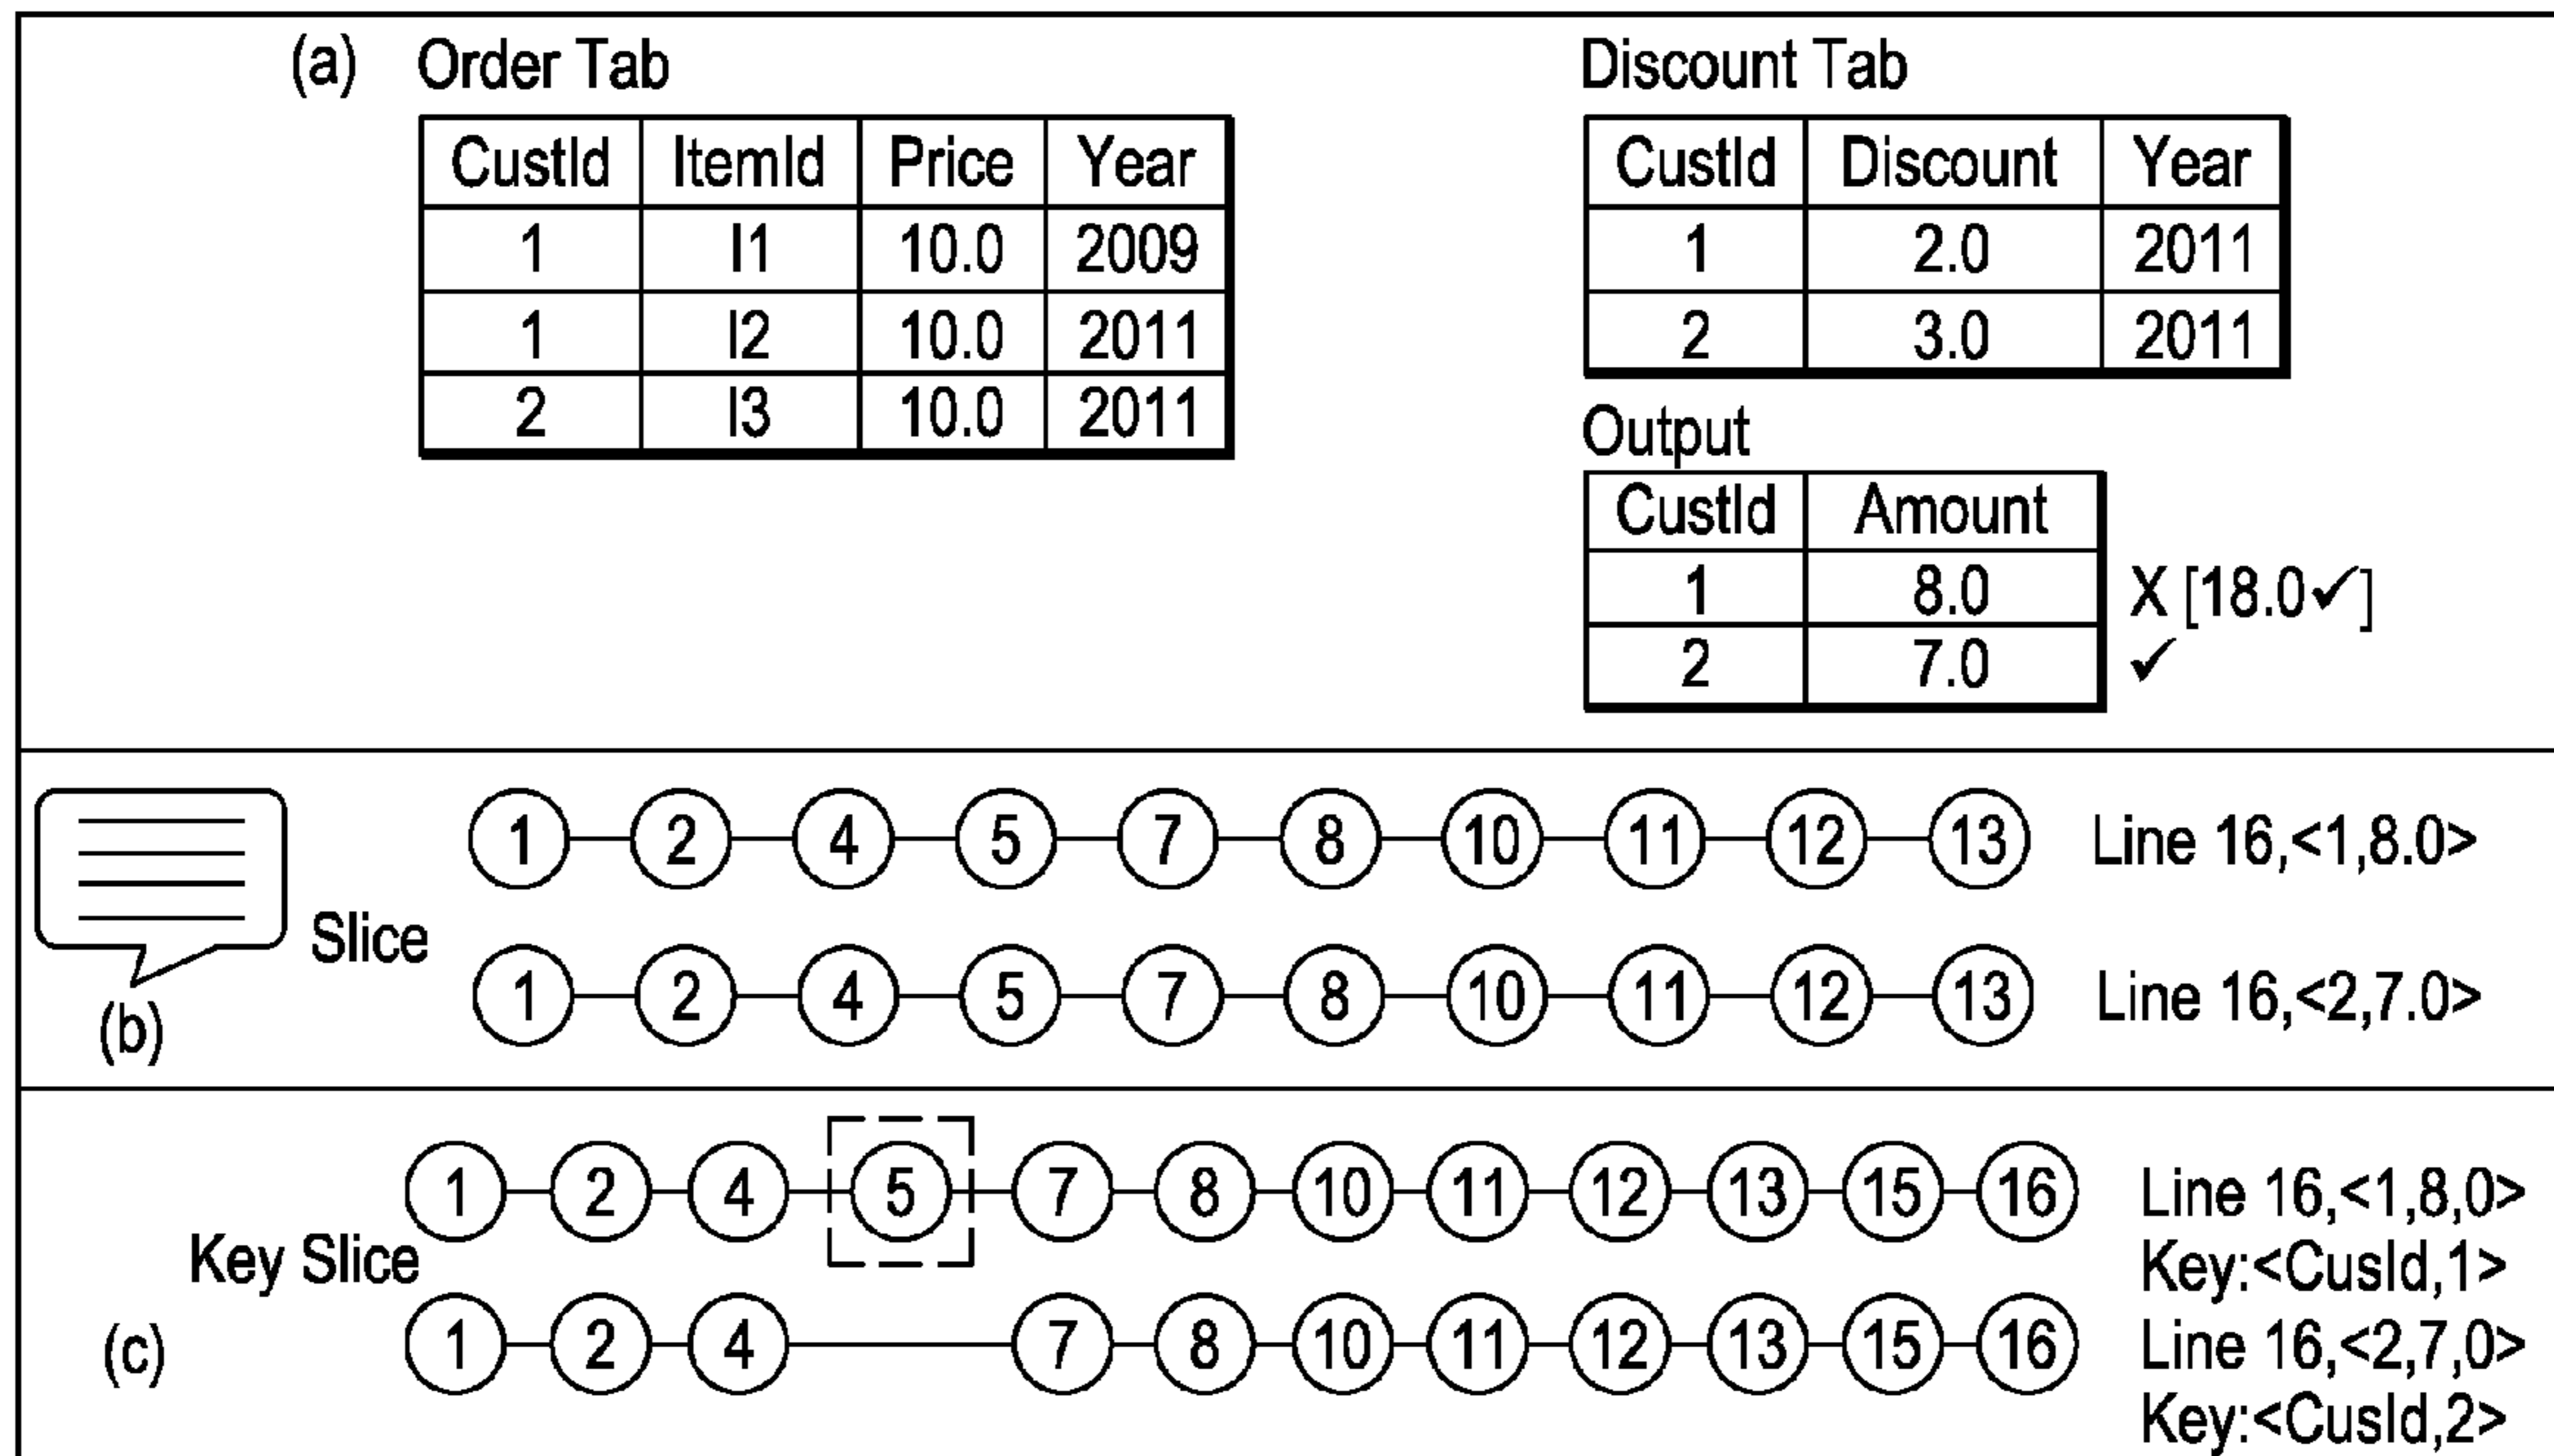 (a) Order Tab
CustId ItemId Price Year
1 I1 10.0 2009
1 I2 10.0 2011
2 I3 10.0 2011
Discount Tab
CustId Discount Year
1 2.0 2011
2 3.0 2011
Output
CustId Amount
1 8.0 X [18.0✓]
2 7.0 ✓
(b) Slice
1 2 4 5 7 8 10 11 12 13 Line 16,<1,8.0>
1 2 4 5 7 8 10 11 12 13 Line 16,<2,7.0>
(c) Key Slice
1 2 4 5 7 8 10 11 12 13 15 16 Line 16,<1,8,0>
Key:<CusId,1>
1 2 4 7 8 10 11 12 13 15 16 Line 16,<2,7,0>
Key:<CusId,2>